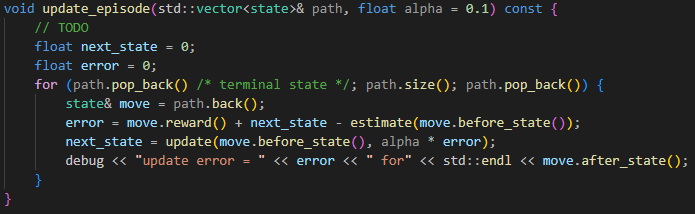 void update_episode(std::vector<state>& path, float alpha = 0.1) const {
    // TODO
    float next_state = 0;
    float error = 0;
    for (path.pop_back() /* terminal state */; path.size(); path.pop_back()) {
        state& move = path.back();
        error = move.reward() + next_state - estimate(move.before_state());
        next_state = update(move.before_state(), alpha * error);
        debug << "update error = " << error << " for" << std::endl << move.after_state();
    }
}